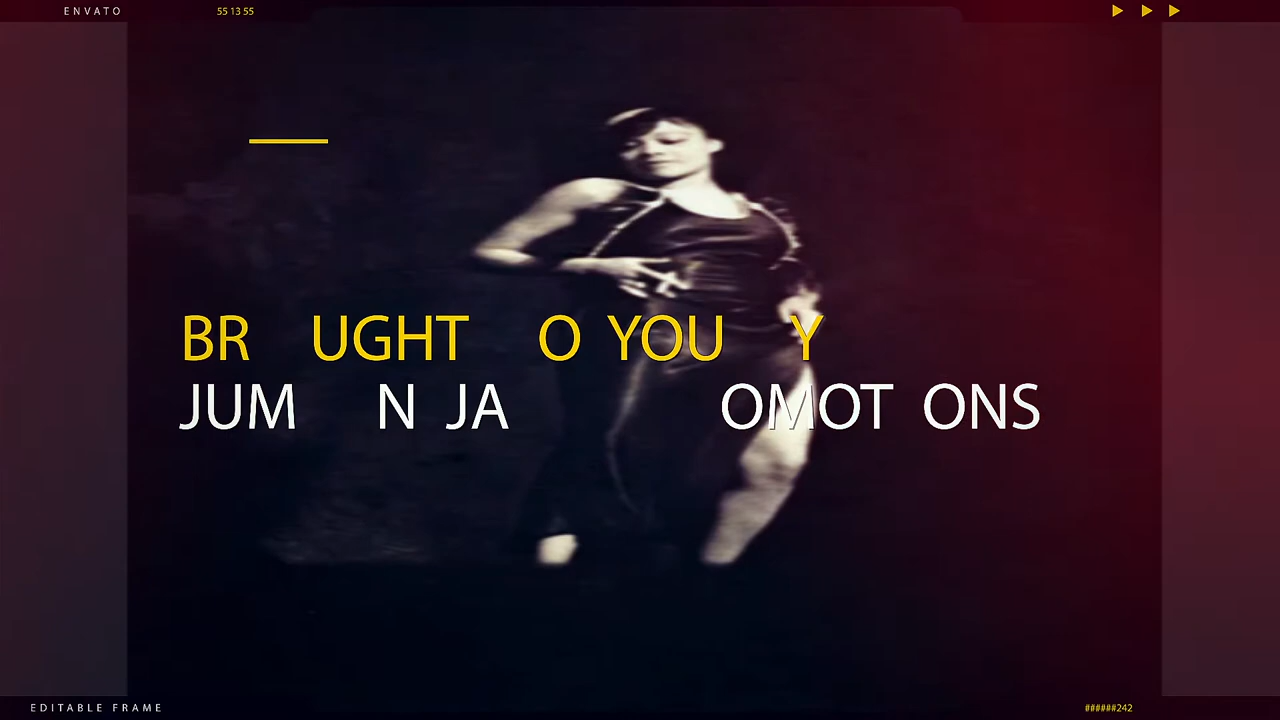 ENVATO 55 13 55
BR UGHT O YOU Y
JUM N JA OMOT ONS
EDITABLE FRAME ######242